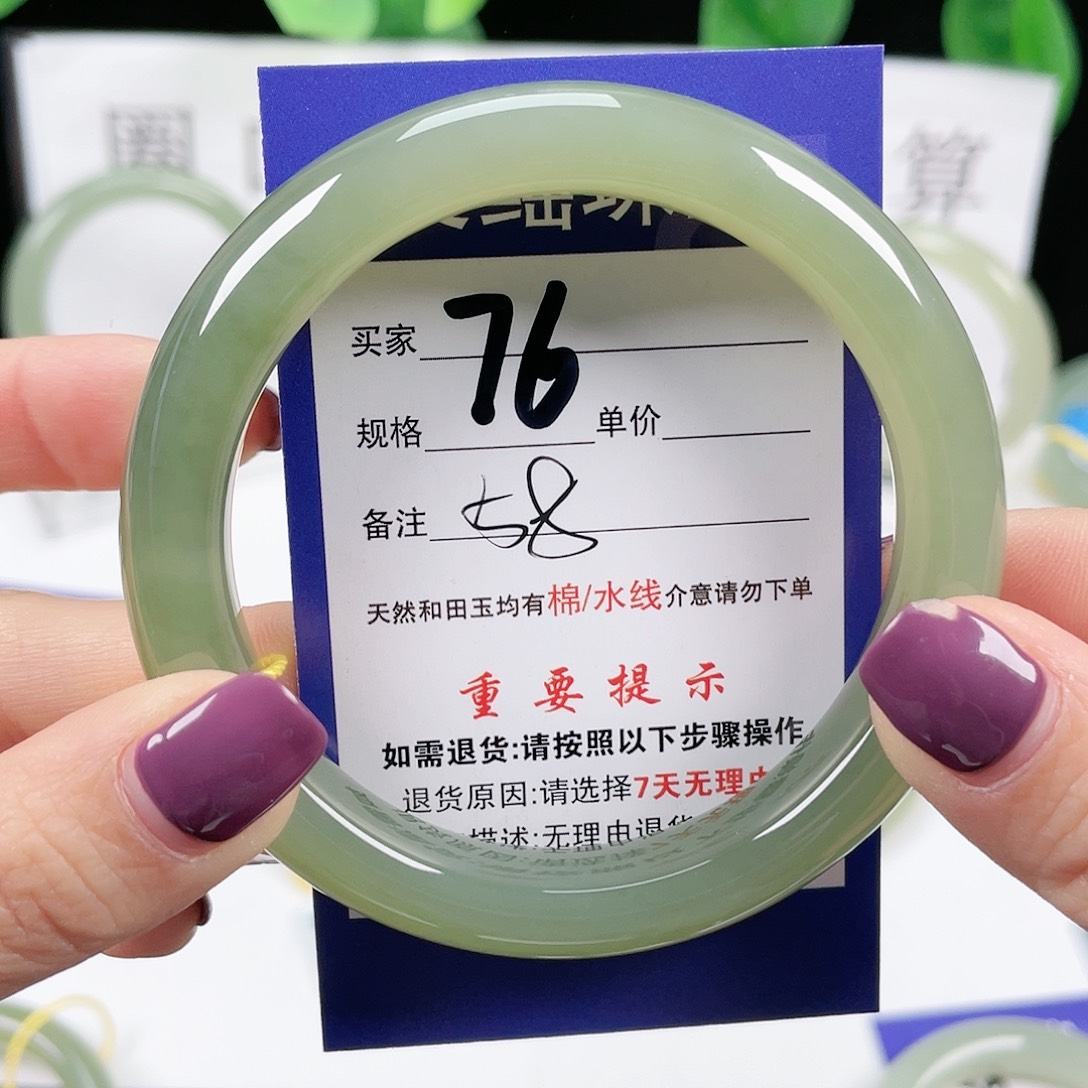 圈
算
76
买家
规格 单价
备注 58
天然和田玉均有棉/水线介意请勿下单
重要提示
如需退货:请按照以下步骤操作
退货原因:请选择7天无理由
描述:无理由退货